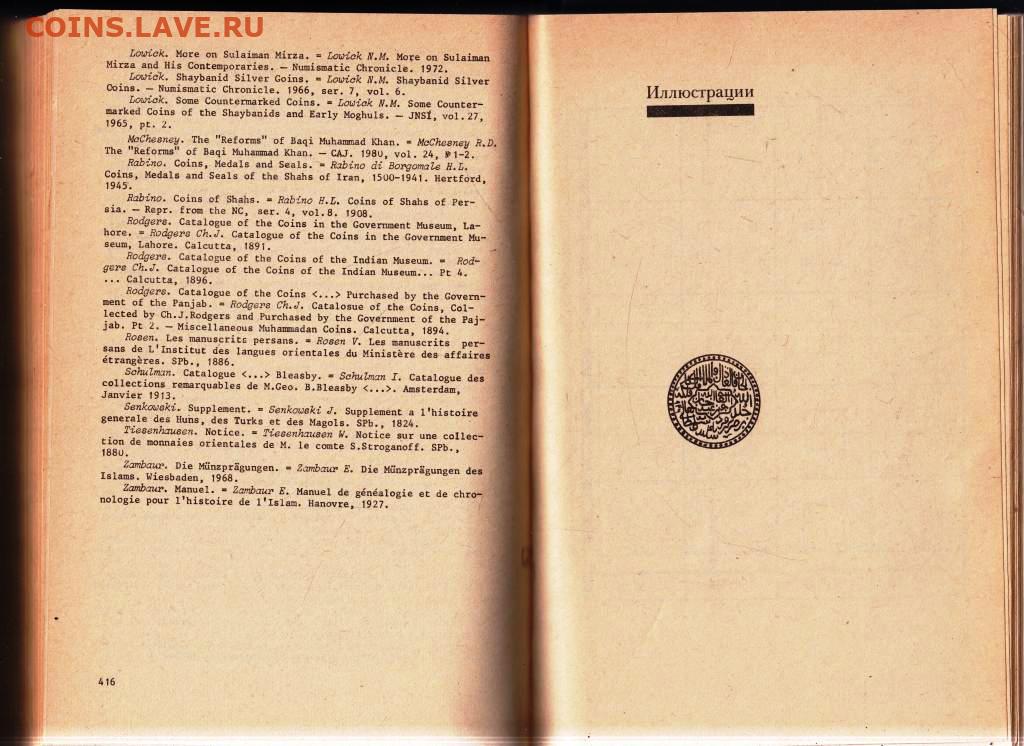 COINS.LAVE.RU
Lowick. More on Sulaiman Mirza. = Lowick N.M. More on Sulaiman
Mirza and His Contemporaries. — Numismatic Chronicle. 1972.
Lowick. Shaybanid Silver Goins. = Lowick N.M. Shaybanid Silver
Coins. — Numismatic Chronicle. 1966, ser. 7, vol. 6.
Lowick. Some Countermarked Coins. = Lowick N.M. Some Counter-
marked Coins of the Shaybanids and Early Moghuls. — JNSI, vol. 27,
1965, pt. 2.
McChesney. The "Reforms" of Baqi Muhammad Khan. = McChesney R.D.
The "Reforms" of Baqi Muhammad Khan. — CAJ. 1980, vol. 24, № 1-2.
Rabino. Coins, Medals and Seals. = Rabino di Borgomale H.L.
Coins, Medals and Seals of the Shahs of Iran, 1500-1941. Hertford,
1945.
Rabino. Coins of Shahs. = Rabino H.L. Coins of Shahs of Per-
sia. — Repr. from the NC, ser. 4, vol. 8. 1908.
Rodgers. Catalogue of the Coins in the Government Museum, La-
hore. = Rodgers Ch.J. Catalogue of the Coins in the Government Mu-
seum, Lahore. Calcutta, 1891.
Rodgers. Catalogue of the Coins of the Indian Museum. = Rod-
gers Ch.J. Catalogue of the Coins of the Indian Museum... Pt 4.
... Calcutta, 1896.
Rodgers. Catalogue of the Coins <...> Purchased by the Govern-
ment of the Panjab. = Rodgers Ch.J. Catalosue of the Coins, Col-
lected by Ch.J.Rodgers and Purchased by the Government of the Paj-
jab. Pt 2. — Miscellaneous Muhammadan Coins. Calcutta, 1894.
Rosen. Les manuscrits persans. = Rosen V. Les manuscrits per-
sans de L'Institut des langues orientales du Ministère des affaires
étrangères. SPb., 1886.
Schulman. Catalogue <...> Bleasby. = Schulman I. Catalogue des
collections remarquables de M.Geo. B.Bleasby <...>. Amsterdam,
Janvier 1913.
Senkowski. Supplement. = Senkowski J. Supplement a l'histoire
generale des Huns, des Turks et des Magols. SPb., 1824.
Tiesenhausen. Notice. = Tiesenhausen W. Notice sur une collec-
tion de monnaies orientales de M. le comte S.Stroganoff. SPb.,
1880.
Zambaur. Die Münzprägungen. = Zambaur E. Die Münzprägungen des
Islams. Wiesbaden, 1968.
Zambaur. Manuel. = Zambaur E. Manuel de généalogie et de chro-
nologie pour l'histoire de l'Islam. Hanovre, 1927.
416
Иллюстрации